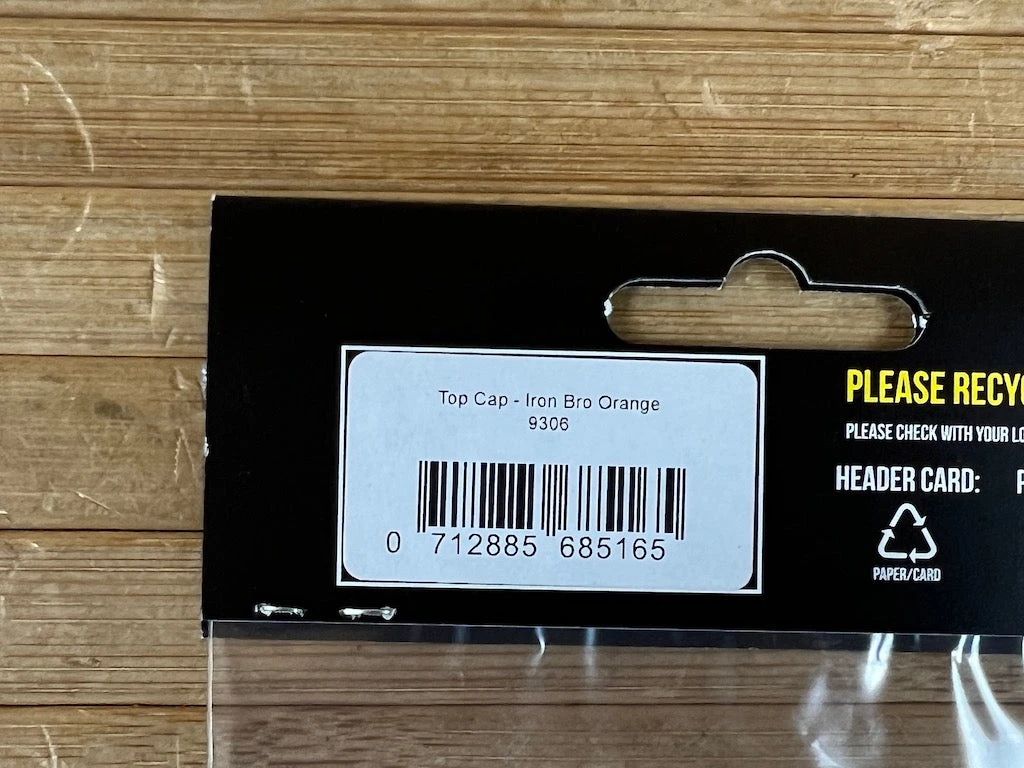 Top Cap - Iron Bro Orange
9306
0 712885 685165
PLEASE RECY
PLEASE CHECK WITH YOUR LO
HEADER CARD:
PAPER/CARD